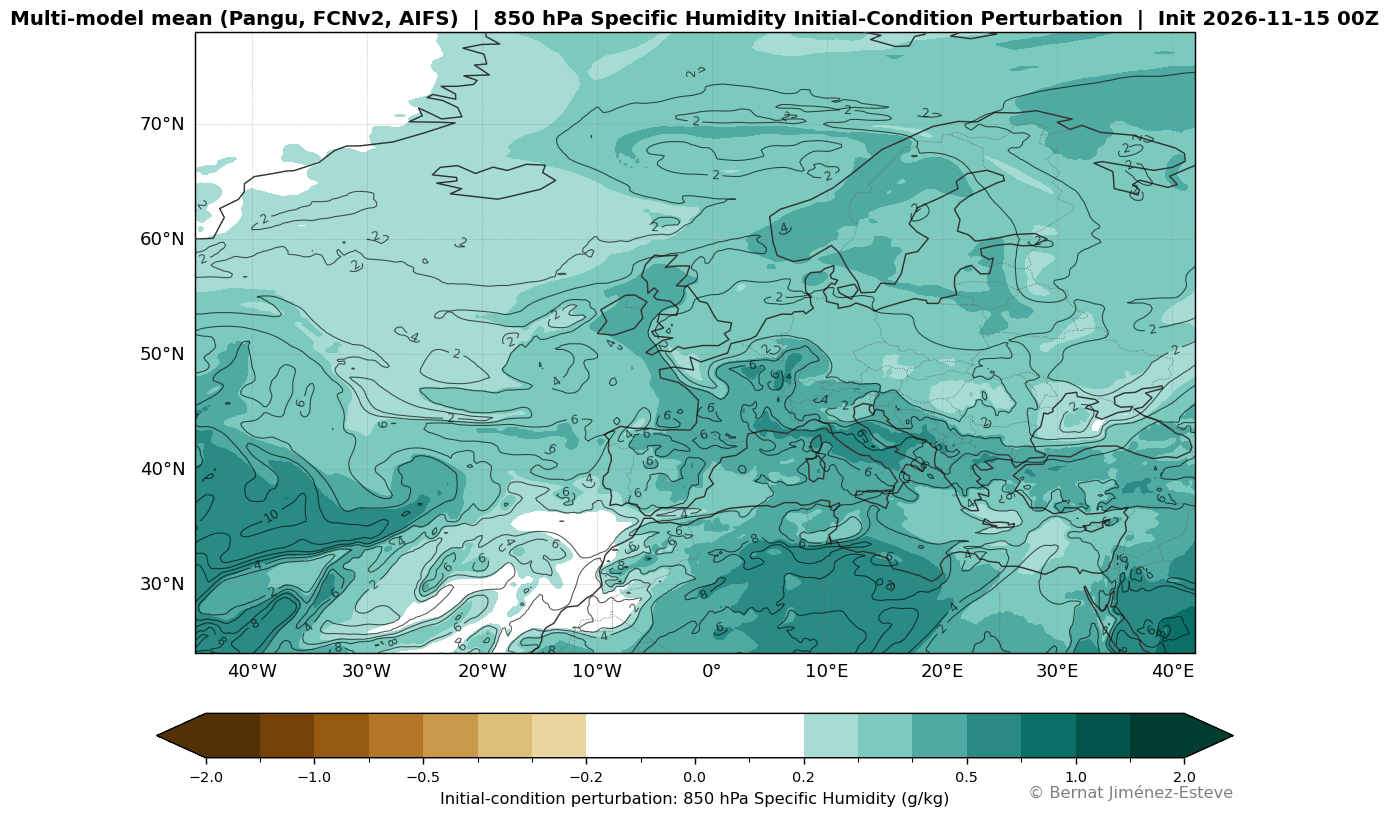 Multi-model mean (Pangu, FCNv2, AIFS) | 850 hPa Specific Humidity Initial-Condition Perturbation | Init 2026-11-15 00Z
70°N
60°N
50°N
40°N
30°N
40°W 30°W 20°W 10°W 0° 10°E 20°E 30°E 40°E
−2.0 −1.0 −0.5 −0.2 0.0 0.2 0.5 1.0 2.0
Initial-condition perturbation: 850 hPa Specific Humidity (g/kg)
© Bernat Jiménez-Esteve